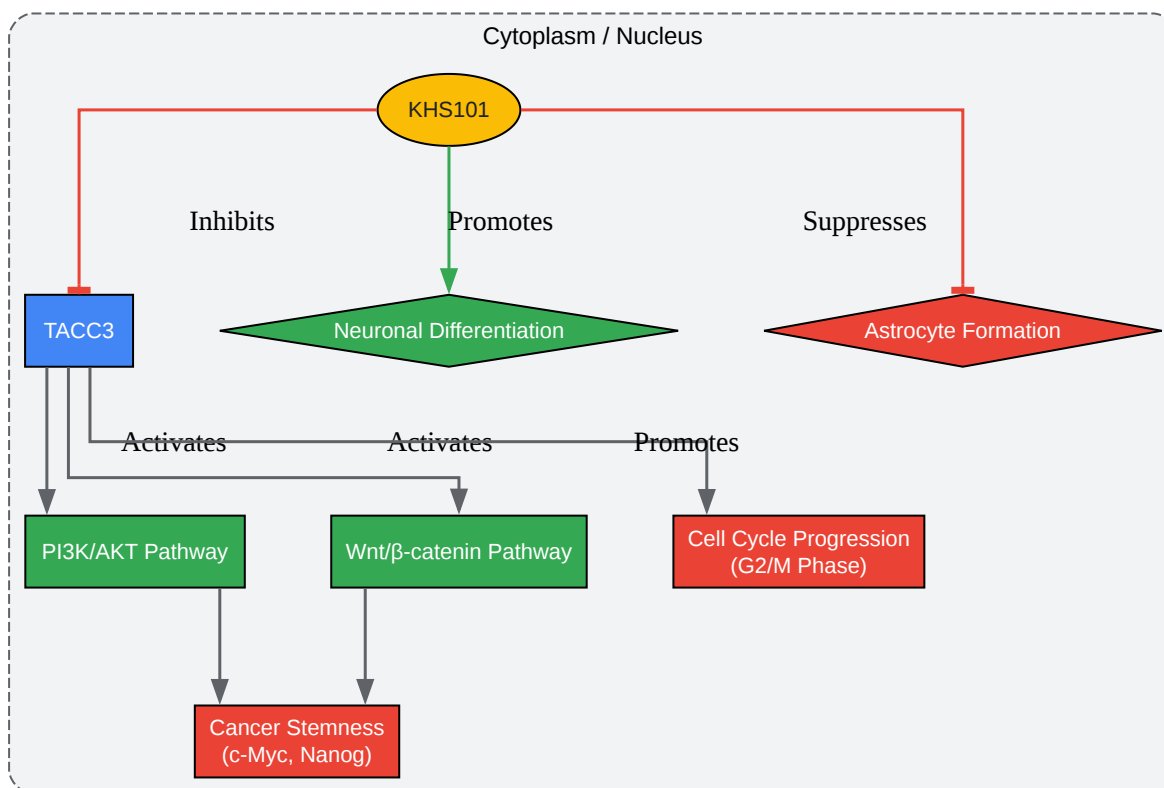 Cytoplasm / Nucleus
KHS101
Inhibits
Promotes
Suppresses
TACC3
Neuronal Differentiation
Astrocyte Formation
Activates
Activates
Promotes
PI3K/AKT Pathway
Wnt/β-catenin Pathway
Cell Cycle Progression
(G2/M Phase)
Cancer Stemness
(c-Myc, Nanog)